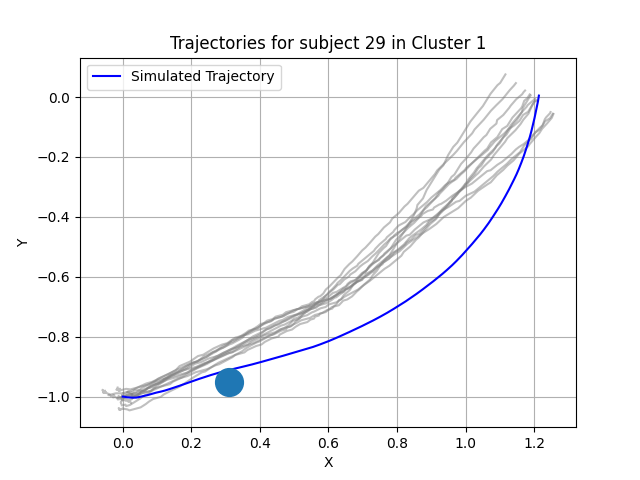 Trajectories for subject 29 in Cluster 1
Simulated Trajectory
0.0
−0.2
−0.4
−0.6
−0.8
−1.0
Y
0.0 0.2 0.4 0.6 0.8 1.0 1.2
X